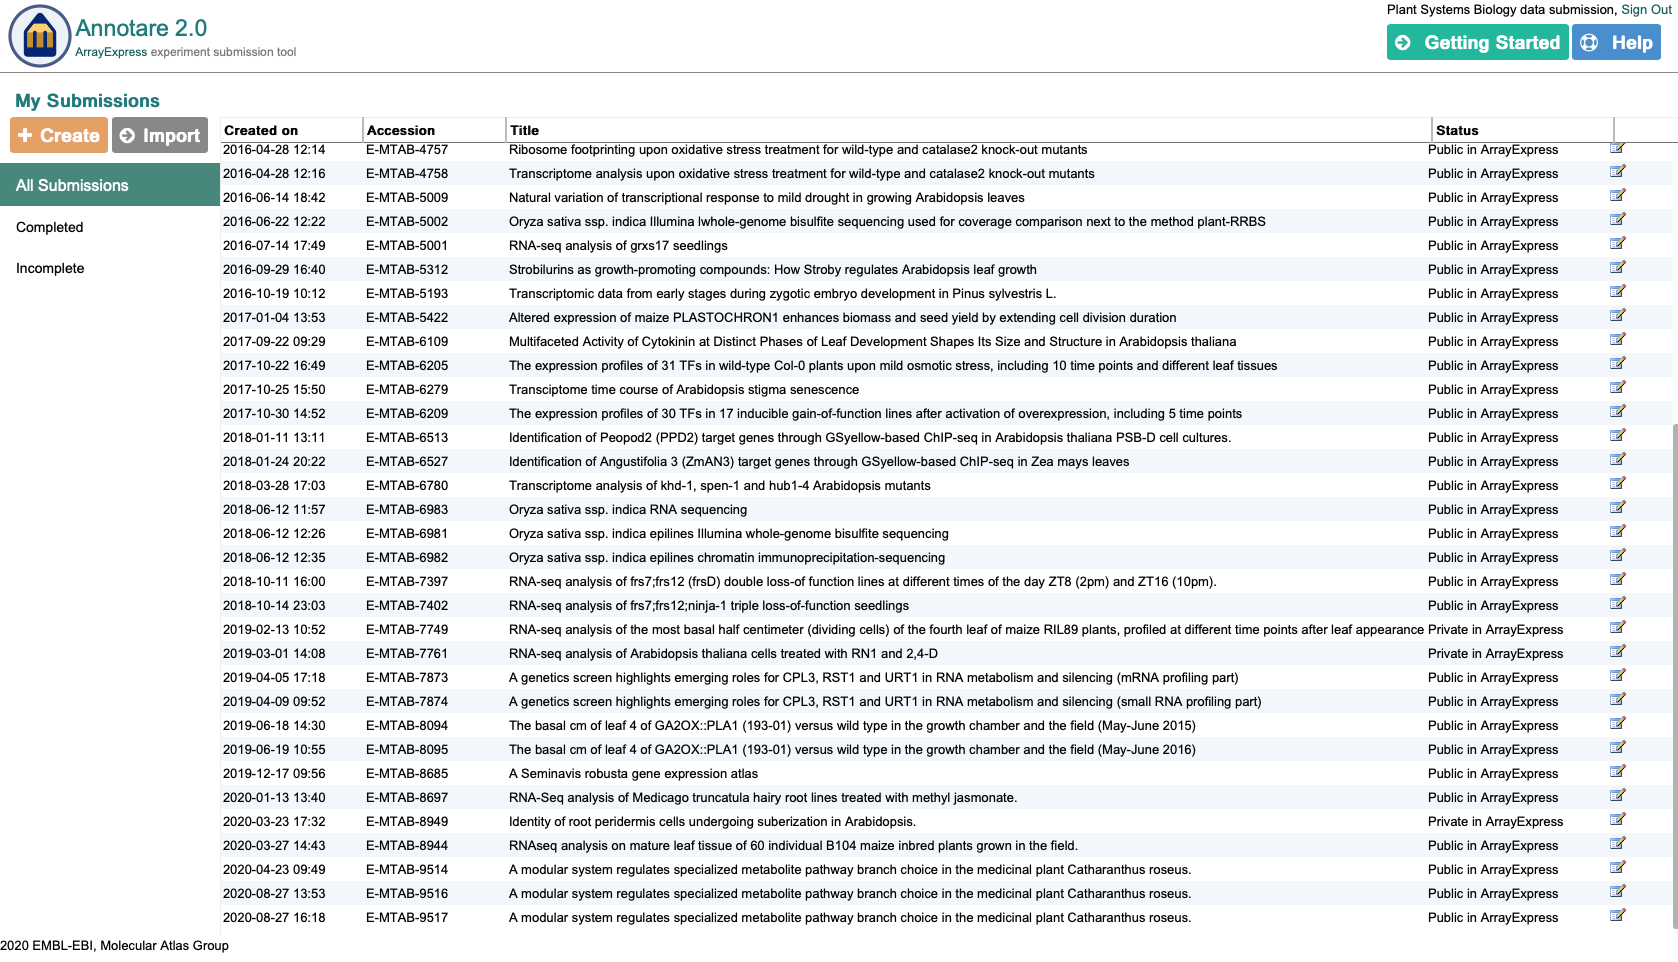 Annotare 2.0
ArrayExpress experiment submission tool
Plant Systems Biology data submission, Sign Out
Getting Started
Help
My Submissions
Create
Import
All Submissions
Completed
Incomplete
Created on Accession Title Status
2016-04-28 12:14 E-MTAB-4757 Ribosome footprinting upon oxidative stress treatment for wild-type and catalase2 knock-out mutants Public in ArrayExpress
2016-04-28 12:16 E-MTAB-4758 Transcriptome analysis upon oxidative stress treatment for wild-type and catalase2 knock-out mutants Public in ArrayExpress
2016-06-14 18:42 E-MTAB-5009 Natural variation of transcriptional response to mild drought in growing Arabidopsis leaves Public in ArrayExpress
2016-06-22 12:22 E-MTAB-5002 Oryza sativa ssp. indica Illumina lwhole-genome bisulfite sequencing used for coverage comparison next to the method plant-RRBS Public in ArrayExpress
2016-07-14 17:49 E-MTAB-5001 RNA-seq analysis of grxs17 seedlings Public in ArrayExpress
2016-09-29 16:40 E-MTAB-5312 Strobilurins as growth-promoting compounds: How Stroby regulates Arabidopsis leaf growth Public in ArrayExpress
2016-10-19 10:12 E-MTAB-5193 Transcriptomic data from early stages during zygotic embryo development in Pinus sylvestris L. Public in ArrayExpress
2017-01-04 13:53 E-MTAB-5422 Altered expression of maize PLASTOCHRON1 enhances biomass and seed yield by extending cell division duration Public in ArrayExpress
2017-09-22 09:29 E-MTAB-6109 Multifaceted Activity of Cytokinin at Distinct Phases of Leaf Development Shapes Its Size and Structure in Arabidopsis thaliana Public in ArrayExpress
2017-10-22 16:49 E-MTAB-6205 The expression profiles of 31 TFs in wild-type Col-0 plants upon mild osmotic stress, including 10 time points and different leaf tissues Public in ArrayExpress
2017-10-25 15:50 E-MTAB-6279 Transciptome time course of Arabidopsis stigma senescence Public in ArrayExpress
2017-10-30 14:52 E-MTAB-6209 The expression profiles of 30 TFs in 17 inducible gain-of-function lines after activation of overexpression, including 5 time points Public in ArrayExpress
2018-01-11 13:11 E-MTAB-6513 Identification of Peopod2 (PPD2) target genes through GSyellow-based ChIP-seq in Arabidopsis thaliana PSB-D cell cultures. Public in ArrayExpress
2018-01-24 20:22 E-MTAB-6527 Identification of Angustifolia 3 (ZmAN3) target genes through GSyellow-based ChIP-seq in Zea mays leaves Public in ArrayExpress
2018-03-28 17:03 E-MTAB-6780 Transcriptome analysis of khd-1, spen-1 and hub1-4 Arabidopsis mutants Public in ArrayExpress
2018-06-12 11:57 E-MTAB-6983 Oryza sativa ssp. indica RNA sequencing Public in ArrayExpress
2018-06-12 12:26 E-MTAB-6981 Oryza sativa ssp. indica epilines Illumina whole-genome bisulfite sequencing Public in ArrayExpress
2018-06-12 12:35 E-MTAB-6982 Oryza sativa ssp. indica epilines chromatin immunoprecipitation-sequencing Public in ArrayExpress
2018-10-11 16:00 E-MTAB-7397 RNA-seq analysis of frs7;frs12 (frsD) double loss-of function lines at different times of the day ZT8 (2pm) and ZT16 (10pm). Public in ArrayExpress
2018-10-14 23:03 E-MTAB-7402 RNA-seq analysis of frs7;frs12;ninja-1 triple loss-of-function seedlings Public in ArrayExpress
2019-02-13 10:52 E-MTAB-7749 RNA-seq analysis of the most basal half centimeter (dividing cells) of the fourth leaf of maize RIL89 plants, profiled at different time points after leaf appearance Private in ArrayExpress
2019-03-01 14:08 E-MTAB-7761 RNA-seq analysis of Arabidopsis thaliana cells treated with RN1 and 2,4-D Private in ArrayExpress
2019-04-05 17:18 E-MTAB-7873 A genetics screen highlights emerging roles for CPL3, RST1 and URT1 in RNA metabolism and silencing (mRNA profiling part) Public in ArrayExpress
2019-04-09 09:52 E-MTAB-7874 A genetics screen highlights emerging roles for CPL3, RST1 and URT1 in RNA metabolism and silencing (small RNA profiling part) Public in ArrayExpress
2019-06-18 14:30 E-MTAB-8094 The basal cm of leaf 4 of GA2OX::PLA1 (193-01) versus wild type in the growth chamber and the field (May-June 2015) Public in ArrayExpress
2019-06-19 10:55 E-MTAB-8095 The basal cm of leaf 4 of GA2OX::PLA1 (193-01) versus wild type in the growth chamber and the field (May-June 2016) Public in ArrayExpress
2019-12-17 09:56 E-MTAB-8685 A Seminavis robusta gene expression atlas Public in ArrayExpress
2020-01-13 13:40 E-MTAB-8697 RNA-Seq analysis of Medicago truncatula hairy root lines treated with methyl jasmonate. Public in ArrayExpress
2020-03-23 17:32 E-MTAB-8949 Identity of root peridermis cells undergoing suberization in Arabidopsis. Private in ArrayExpress
2020-03-27 14:43 E-MTAB-8944 RNAseq analysis on mature leaf tissue of 60 individual B104 maize inbred plants grown in the field. Public in ArrayExpress
2020-04-23 09:49 E-MTAB-9514 A modular system regulates specialized metabolite pathway branch choice in the medicinal plant Catharanthus roseus. Public in ArrayExpress
2020-08-27 13:53 E-MTAB-9516 A modular system regulates specialized metabolite pathway branch choice in the medicinal plant Catharanthus roseus. Public in ArrayExpress
2020-08-27 16:18 E-MTAB-9517 A modular system regulates specialized metabolite pathway branch choice in the medicinal plant Catharanthus roseus. Public in ArrayExpress
2020 EMBL-EBI, Molecular Atlas Group